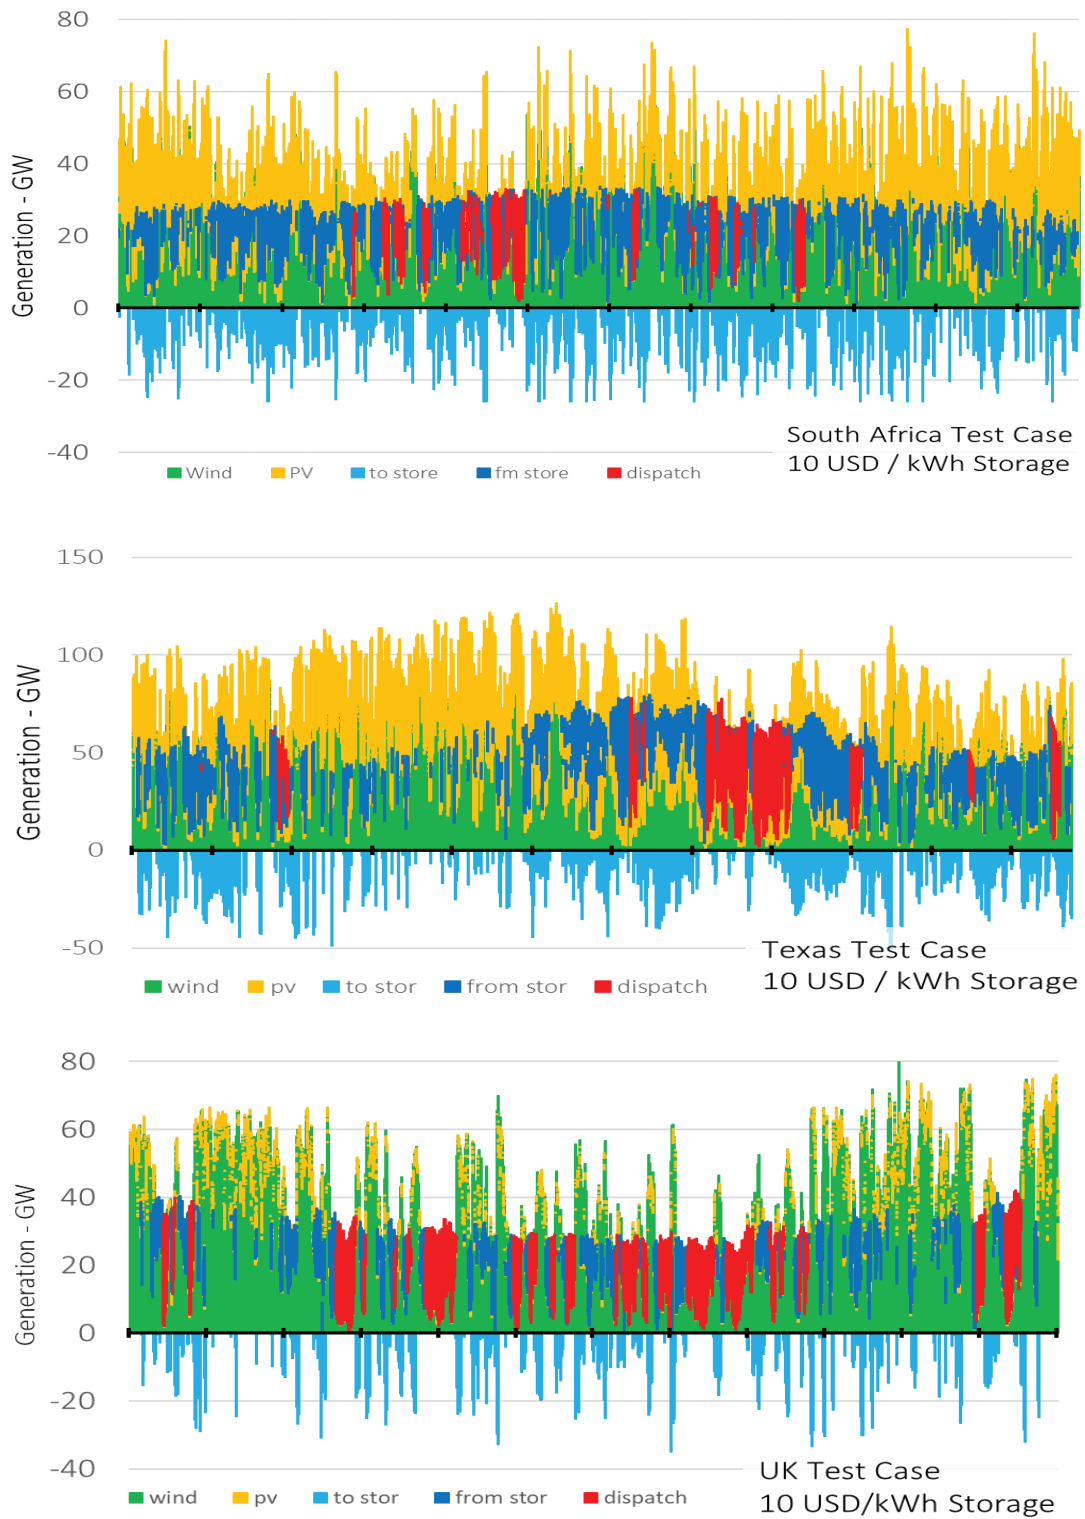 80
60
40
20
0
-20
-40
Generation - GW
South Africa Test Case
10 USD / kWh Storage
Wind PV to store fm store dispatch
150
100
50
0
-50
Generation - GW
Texas Test Case
10 USD / kWh Storage
wind pv to stor from stor dispatch
80
60
40
20
0
-20
-40
Generation - GW
UK Test Case
10 USD/kWh Storage
wind pv to stor from stor dispatch